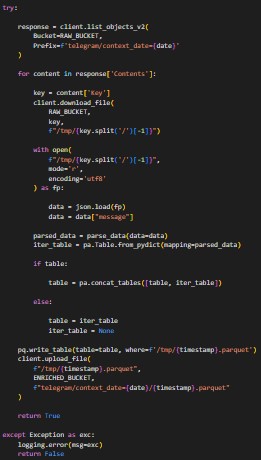 try:
response = client.list_objects_v2(
Bucket=RAW_BUCKET,
Prefix=f'telegram/context_date={date}'
)
for content in response['Contents']:
key = content['Key']
client.download_file(
RAW_BUCKET,
key,
f"/tmp/{key.split('/')[-1]}"
)
with open(
f"/tmp/{key.split('/')[-1]}",
mode='r',
encoding='utf8'
) as fp:
data = json.load(fp)
data = data["message"]
parsed_data = parse_data(data=data)
iter_table = pa.Table.from_pydict(mapping=parsed_data)
if table:
table = pa.concat_tables([table, iter_table])
else:
table = iter_table
iter_table = None
pq.write_table(table=table, where=f'/tmp/{timestamp}.parquet')
client.upload_file(
f"/tmp/{timestamp}.parquet",
ENRICHED_BUCKET,
f"telegram/context_date={date}/{timestamp}.parquet"
)
return True
except Exception as exc:
logging.error(msg=exc)
return False